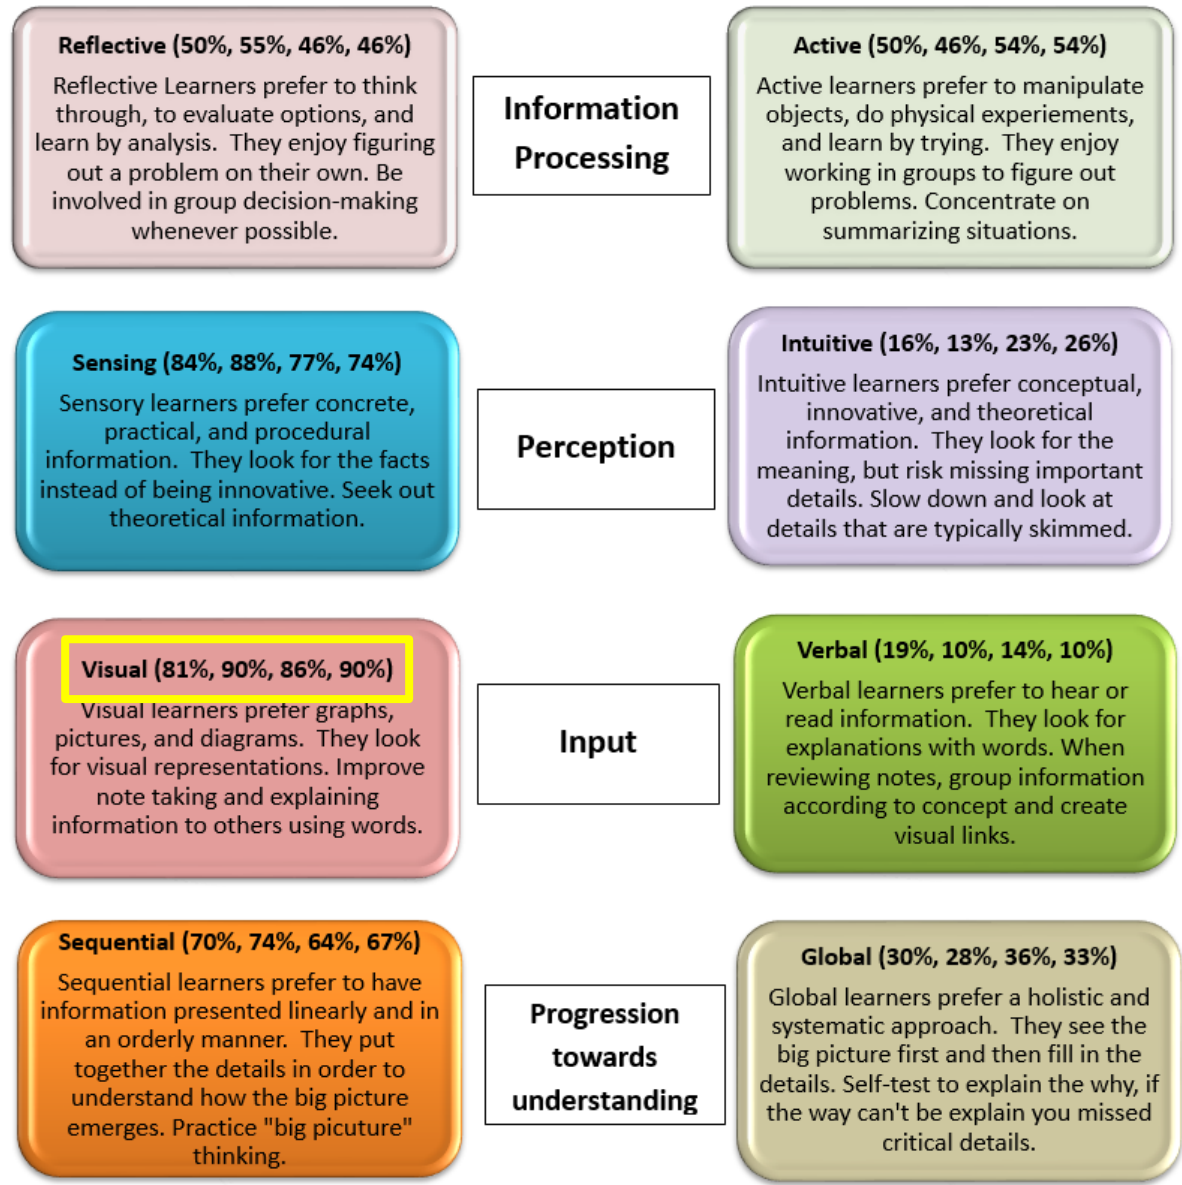 Reflective (50%, 55%, 46%, 46%)
Reflective Learners prefer to think
through, to evaluate options, and
learn by analysis. They enjoy figuring
out a problem on their own. Be
involved in group decision-making
whenever possible.
Information
Processing
Active (50%, 46%, 54%, 54%)
Active learners prefer to manipulate
objects, do physical experiements,
and learn by trying. They enjoy
working in groups to figure out
problems. Concentrate on
summarizing situations.
Sensing (84%, 88%, 77%, 74%)
Sensory learners prefer concrete,
practical, and procedural
information. They look for the facts
instead of being innovative. Seek out
theoretical information.
Perception
Intuitive (16%, 13%, 23%, 26%)
Intuitive learners prefer conceptual,
innovative, and theoretical
information. They look for the
meaning, but risk missing important
details. Slow down and look at
details that are typically skimmed.
Visual (81%, 90%, 86%, 90%)
Visual learners prefer graphs,
pictures, and diagrams. They look
for visual representations. Improve
note taking and explaining
information to others using words.
Input
Verbal (19%, 10%, 14%, 10%)
Verbal learners prefer to hear or
read information. They look for
explanations with words. When
reviewing notes, group information
according to concept and create
visual links.
Sequential (70%, 74%, 64%, 67%)
Sequential learners prefer to have
information presented linearly and in
an orderly manner. They put
together the details in order to
understand how the big picture
emerges. Practice "big picuture"
thinking.
Progression
towards
understanding
Global (30%, 28%, 36%, 33%)
Global learners prefer a holistic and
systematic approach. They see the
big picture first and then fill in the
details. Self-test to explain the why, if
the way can't be explain you missed
critical details.